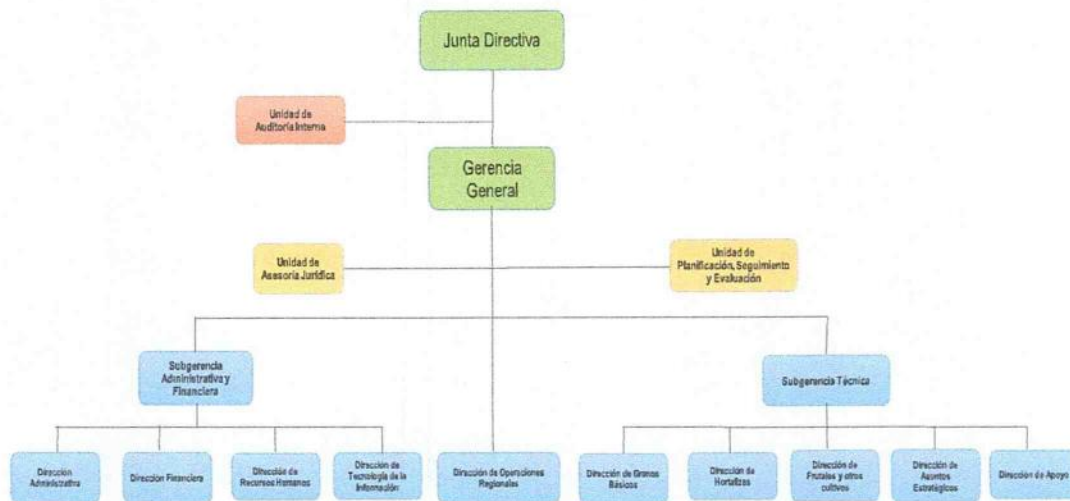 Junta Directiva
Unidad de
Auditoría Interna
Gerencia
General
Unidad de
Asesoría Jurídica
Unidad de
Planificación, Seguimiento
y Evaluación
Subgerencia
Administrativa y
Financiera
Subgerencia Técnica
Dirección
Administrativa
Dirección Financiera
Dirección de
Recursos Humanos
Dirección de
Tecnología de la
Información
Dirección de Operaciones
Regionales
Dirección de Granos
Básicos
Dirección de
Hortalizas
Dirección de
Frutales y otros
cultivos
Dirección de
Asuntos
Estratégicos
Dirección de Apoyo